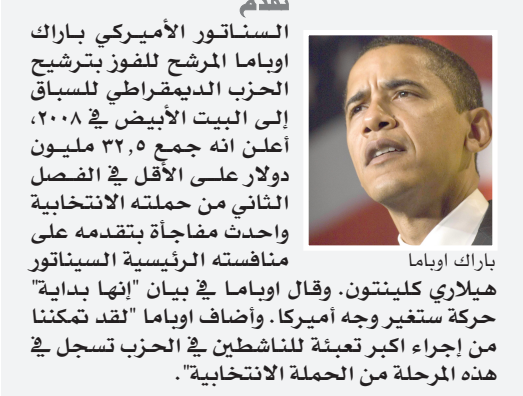 تقدم
السناتور الأميركي باراك
اوباما المرشح للفوز بترشيح
الحزب الديمقراطي للسباق
إلى البيت الأبيض في ٢٠٠٨،
أعلن انه جمع ٣٢,٥ مليون
دولار على الأقل في الفصل
الثاني من حملته الانتخابية
واحدث مفاجأة بتقدمه على
منافسته الرئيسية السيناتور
باراك اوباما
هيلاري كلينتون. وقال اوباما في بيان "إنها بداية"
حركة ستغير وجه أميركا. وأضاف اوباما "لقد تمكننا
من إجراء اكبر تعبئة للناشطين في الحزب تسجل في
هذه المرحلة من الحملة الانتخابية".